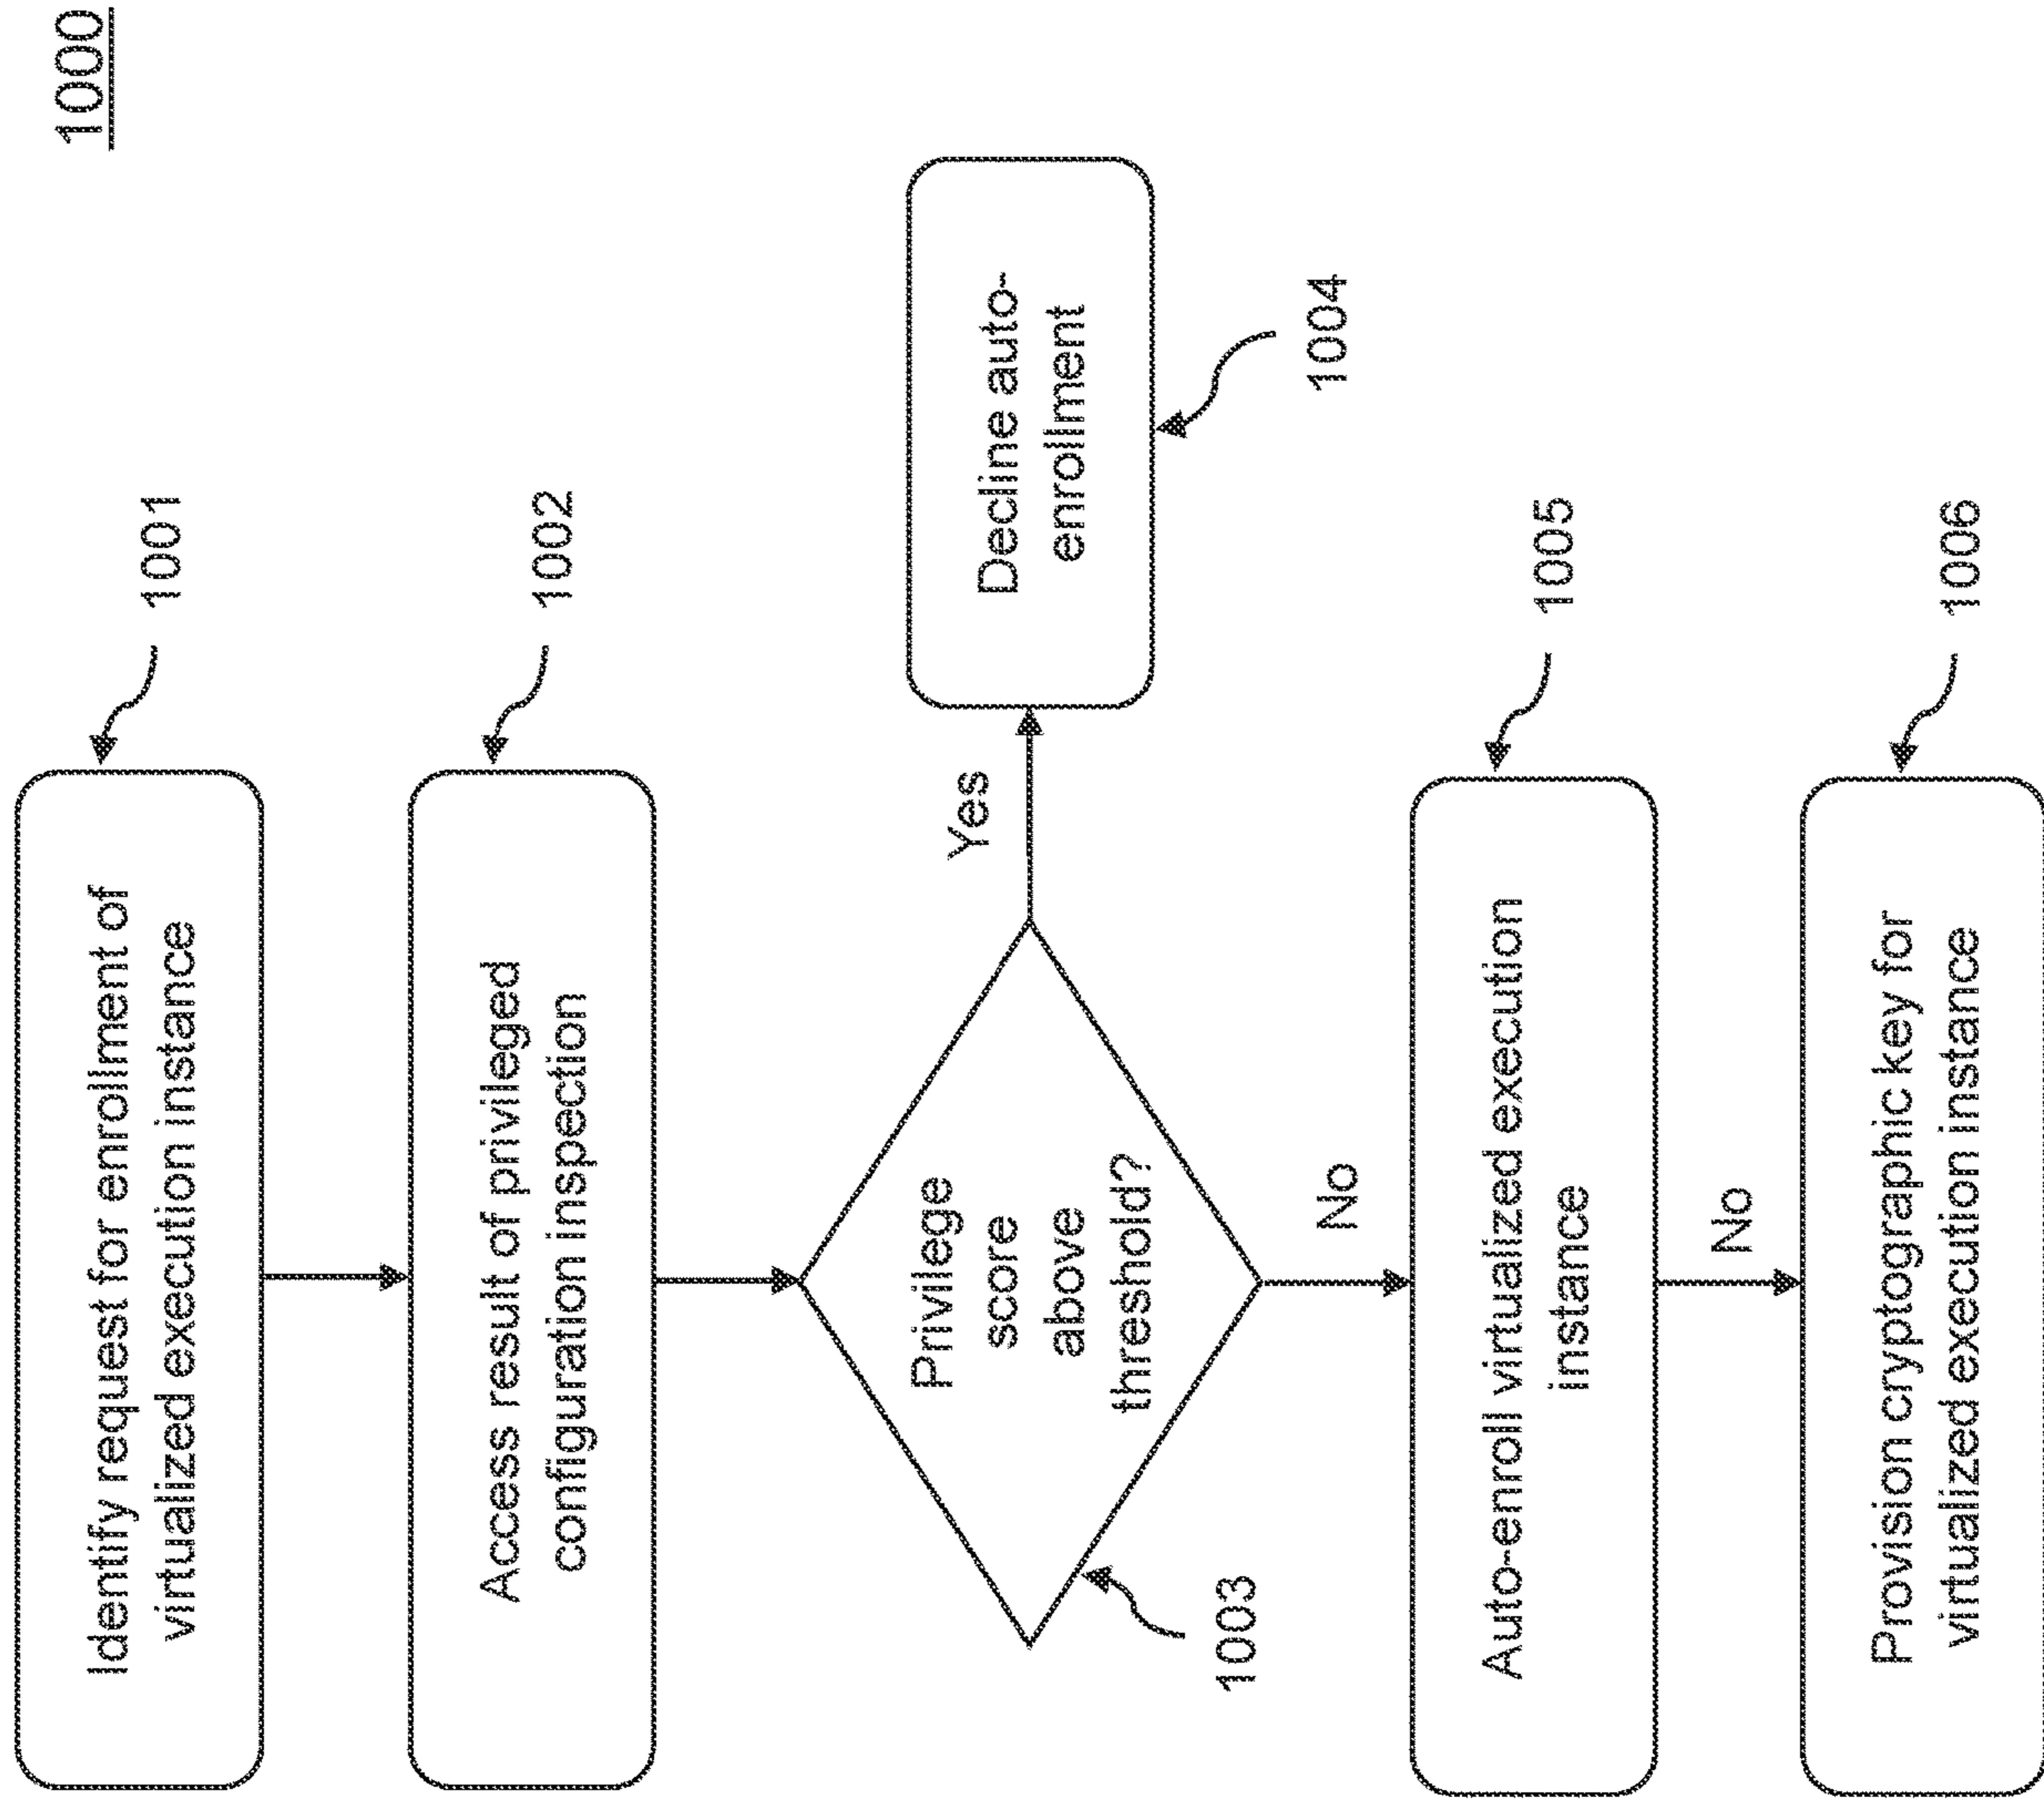 1000
Identify request for enrollment of
virtualized execution instance
1001
Access result of privileged
configuration inspection
1002
Privilege
score
above
threshold?
1003
Yes
Decline auto-
enrollment
1004
No
Auto-enroll virtualized execution
instance
1005
No
Provision cryptographic key for
virtualized execution instance
1006